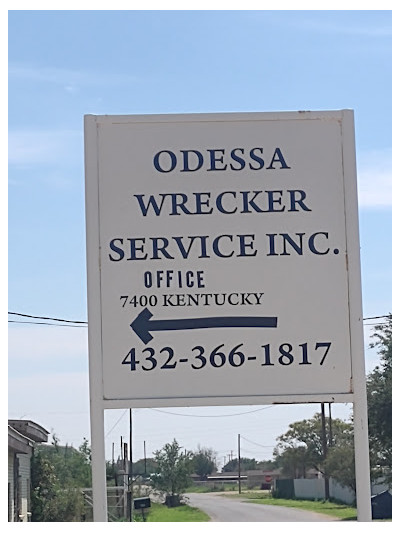 ODESSA
WRECKER
SERVICE INC.
OFFICE
7400 KENTUCKY
432-366-1817